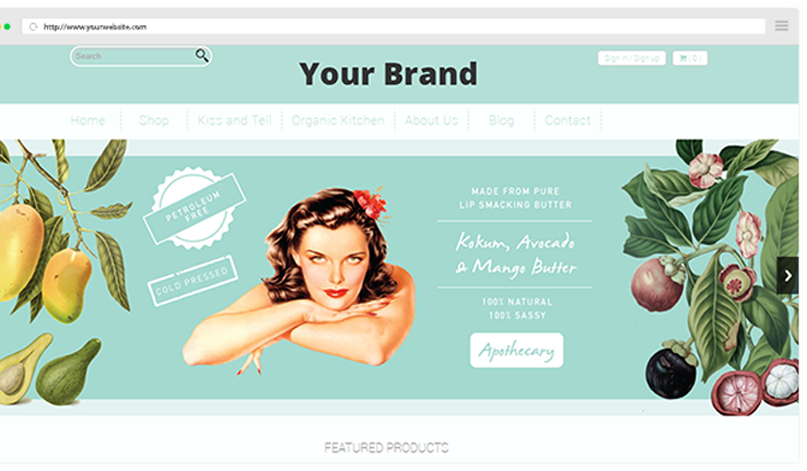 http://www.yourwebsite.com
Search
Your Brand
Sign in / Sign up
( 0 )
Home
Shop
Kiss and Tell
Organic Kitchen
About Us
Blog
Contact
PETROLEUM
FREE
COLD PRESSED
MADE FROM PURE
LIP SMACKING BUTTER
Kokum, Avocado
& Mango Butter
100% NATURAL
100% SASSY
Apothecary
FEATURED PRODUCTS